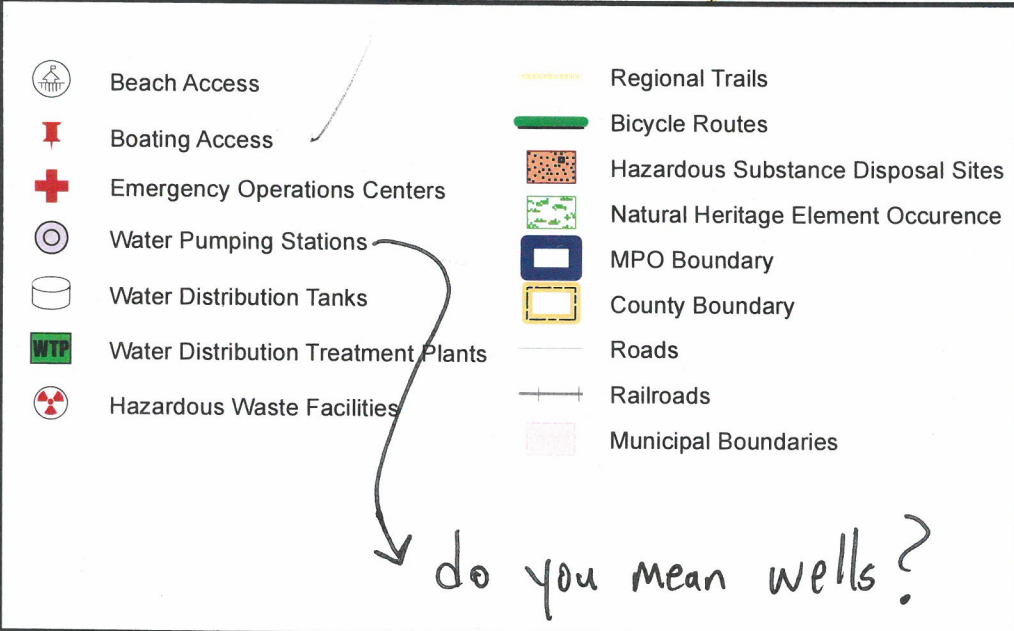 Beach Access
Boating Access
Emergency Operations Centers
Water Pumping Stations
Water Distribution Tanks
WTP Water Distribution Treatment Plants
Hazardous Waste Facilities
Regional Trails
Bicycle Routes
Hazardous Substance Disposal Sites
Natural Heritage Element Occurence
MPO Boundary
County Boundary
Roads
Railroads
Municipal Boundaries
do you mean wells?